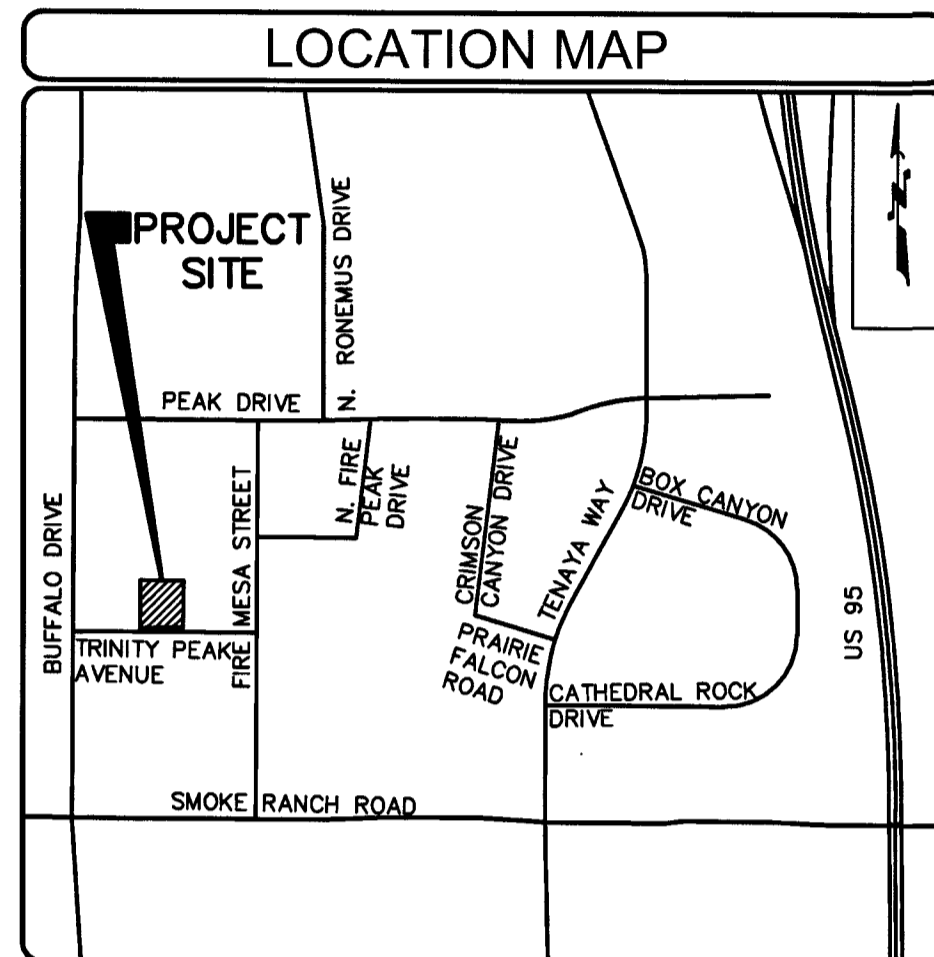 LOCATION MAP
N
PROJECT
SITE
N. RONEMUS DRIVE
PEAK DRIVE
N. FIRE
PEAK
DRIVE
CRIMSON
CANYON DRIVE
TENAYA WAY
BOX CANYON
DRIVE
BUFFALO DRIVE
FIRE MESA STREET
US 95
TRINITY PEAK
AVENUE
PRAIRIE
FALCON
ROAD
CATHEDRAL ROCK
DRIVE
SMOKE RANCH ROAD